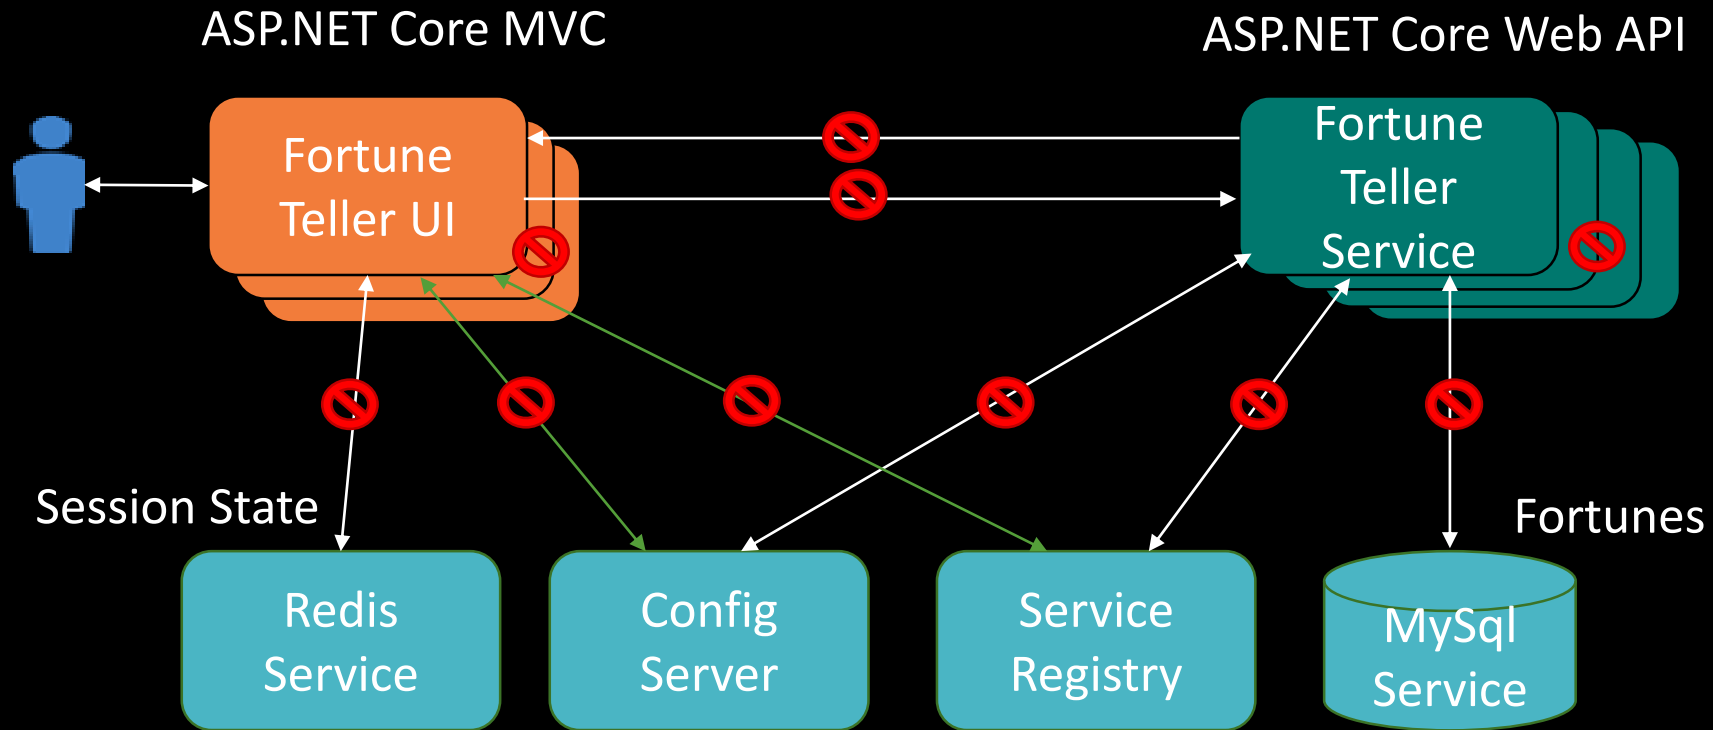 ASP.NET Core MVC
ASP.NET Core Web API
Fortune
Teller UI
Fortune
Teller
Service
Session State
Fortunes
Redis
Service
Config
Server
Service
Registry
MySql
Service